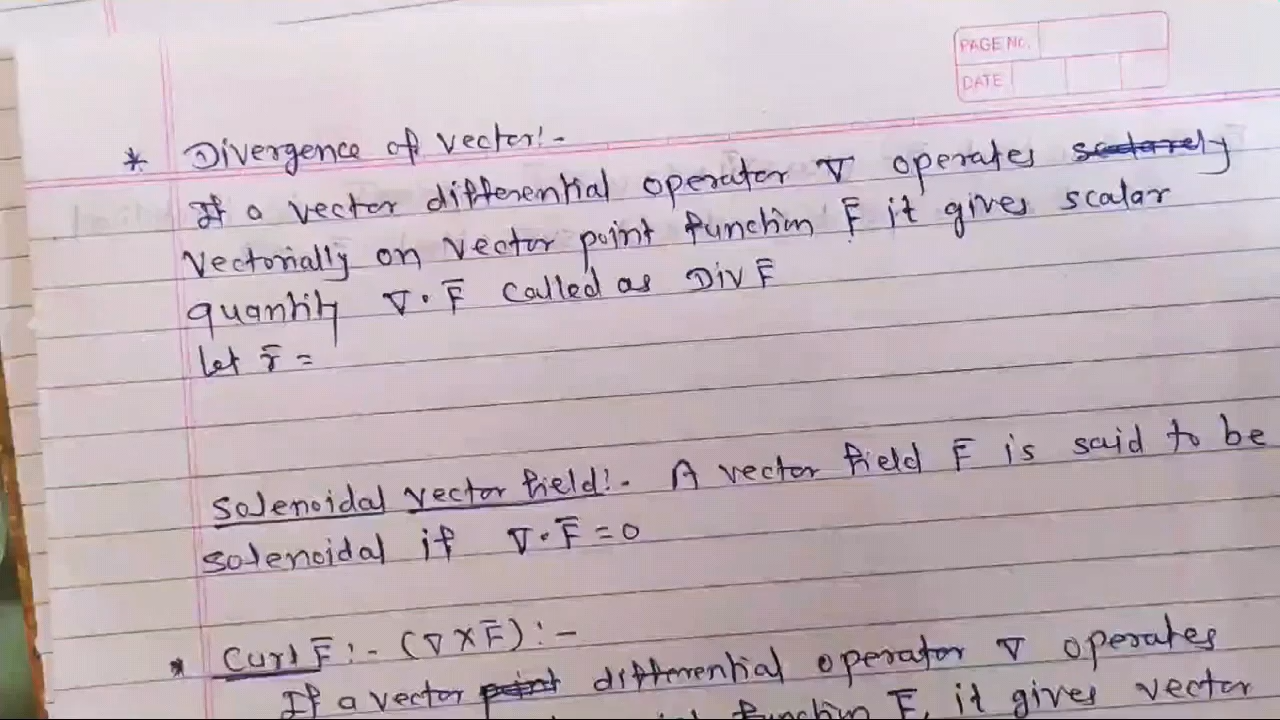 PAGE No.
DATE
* Divergence of vector:-
If a vector differential operator ∇ operates scalarely
Vectorially on vector point function F̄ it gives scalar
quantity ∇·F̄ called as Div F̄
let r̄ =
Solenoidal vector field:- A vector field F̄ is said to be
solenoidal if ∇·F̄ = 0
* Curl F̄ :- (∇×F̄) :-
If a vector point differential operator ∇ operates
function F̄, it gives vector